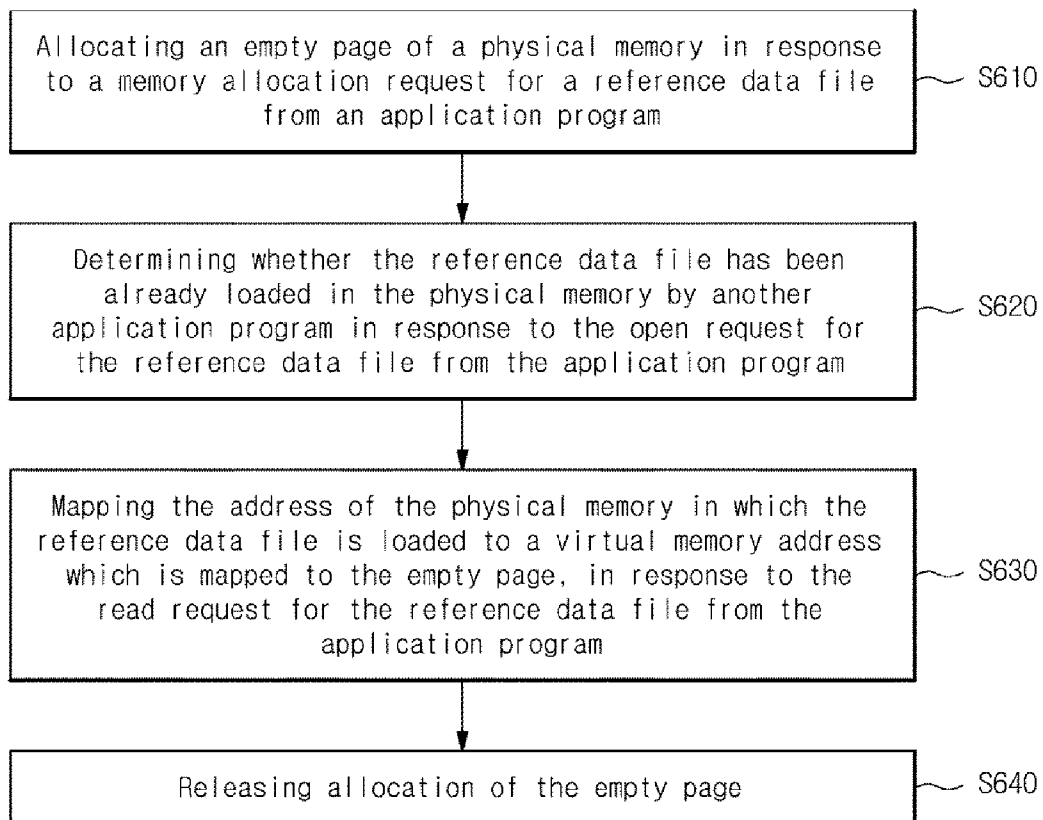 Allocating an empty page of a physical memory in response
to a memory allocation request for a reference data file
from an application program
S610
Determining whether the reference data file has been
already loaded in the physical memory by another
application program in response to the open request for
the reference data file from the application program
S620
Mapping the address of the physical memory in which the
reference data file is loaded to a virtual memory address
which is mapped to the empty page, in response to the
read request for the reference data file from the
application program
S630
Releasing allocation of the empty page
S640